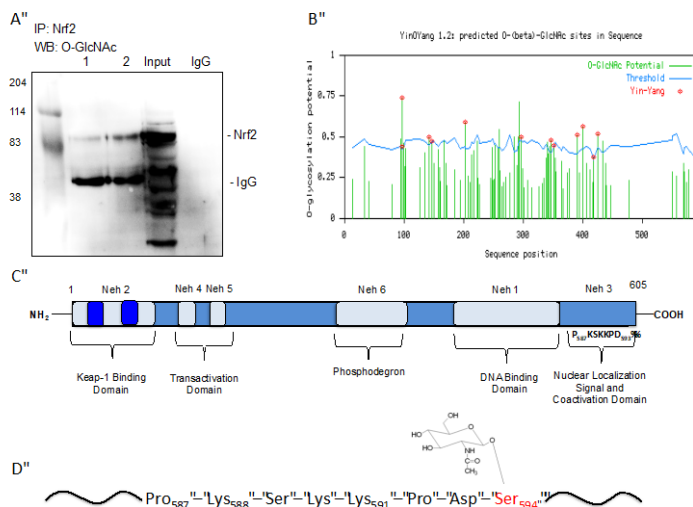 A"
IP: Nrf2
WB: O-GlcNAc
1 2 Input IgG
204
114
83
38
- Nrf2
- IgG
B"
YinOYang 1.2: predicted O-(beta)-GlcNAc sites in Sequence
O-GlcNAc Potential
Threshold
Yin-Yang
O-glycosylation potential
1
0.75
0.5
0.25
0
0 100 200 300 400 500
Sequence position
C"
1 Neh 2 Neh 4 Neh 5 Neh 6 Neh 1 Neh 3 605
NH2 COOH
P587KSKKPD593
Keap-1 Binding
Domain
Transactivation
Domain
Phosphodegron
DNA Binding
Domain
Nuclear Localization
Signal and
Coactivation Domain
OH
HO
HO
O
O
NH
C=O
CH3
D"
Pro587"–"Lys588"–"Ser"–"Lys"–"Lys591"–"Pro"–"Asp"–"Ser594""